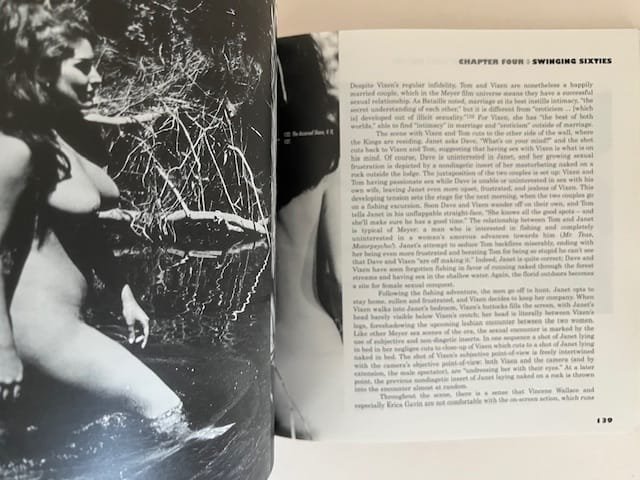 CHAPTER FOUR ◊ SWINGING SIXTIES
Despite Vixen's regular infidelity, Tom and Vixen are nonetheless a happily
married couple, which in the Meyer film universe means they have a successful
sexual relationship. As Bataille noted, marriage at its best instills intimacy, "the
secret understanding of each other," but it is different from "eroticism ... [which
is] developed out of illicit sexuality." For Vixen, she has "the best of both
worlds," able to find "intimacy" in marriage and "eroticism" outside of marriage.
The scene with Vixen and Tom cuts to the other side of the wall, where
the Kings are residing. Janet asks Dave, "What's on your mind?" and the shot
cuts back to Vixen and Tom, suggesting that having sex with Vixen is what is on
his mind. Of course, Dave is uninterested in Janet, and her growing sexual
frustration is depicted by a nondiegetic insert of her masturbating naked on a
rock outside the lodge. The juxtaposition of the two couples is set up: Vixen and
Tom having passionate sex while Dave is unable or uninterested in sex with his
own wife, leaving Janet even more upset, frustrated, and jealous of Vixen. This
developing tension sets the stage for the next morning, when the two couples go
on a fishing excursion. Soon Dave and Vixen wander off on their own, and Tom
tells Janet in his unflappable straight-face, "She knows all the good spots – and
she'll make sure he has a good time." The relationship between Tom and Janet
is typical of Meyer: a man who is interested in fishing and completely
uninterested in a woman's amorous advances towards him (Mr. Teas,
Motorpsycho!). Janet's attempt to seduce Tom backfires miserably, ending with
her being even more frustrated and berating Tom for being so stupid he can't see
that Dave and Vixen "are off making it." Indeed, Janet is quite correct; Dave and
Vixen have soon forgotten fishing in favor of running naked through the forest
streams and having sex in the shallow water. Again, the florid outdoors becomes
a site for female sexual conquest.
Following the fishing adventure, the men go off to hunt. Janet opts to
stay home, sullen and frustrated, and Vixen decides to keep her company. When
Vixen walks into Janet's bedroom, Vixen's buttocks fills the screen, with Janet's
head barely visible below Vixen's crotch; her head is literally between Vixen's
legs, foreshadowing the upcoming lesbian encounter between the two women.
Like other Meyer sex scenes of the era, the sexual encounter is marked by the
use of subjective and non-diegetic inserts. In one sequence a shot of Janet lying
in bed in her negligee cuts to close-up of Vixen which cuts to a shot of Janet lying
naked in bed. The shot of Vixen's subjective point-of-view is freely intertwined
with the camera's objective point-of-view: both Vixen and the camera (and by
extension, the male spectator), are "undressing her with their eyes." At a later
point, the previous nondiegetic insert of Janet laying naked on a rock is thrown
into the encounter almost at random.
Throughout the scene, there is a sense that Vincene Wallace and
especially Erica Gavin are not comfortable with the on-screen action, which runs
139